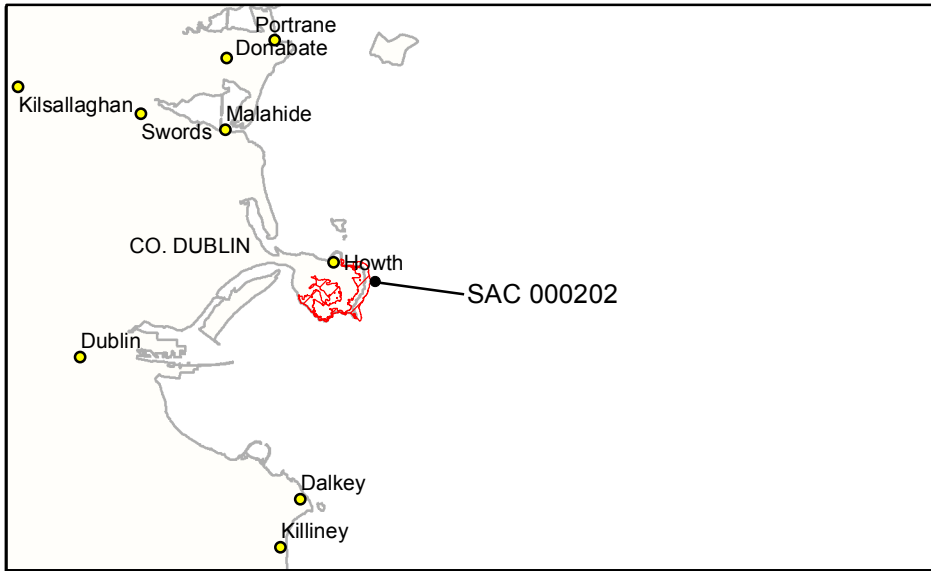 Portrane
Donabate
Kilsallaghan
Swords
Malahide
CO. DUBLIN
Howth
SAC 000202
Dublin
Dalkey
Killiney